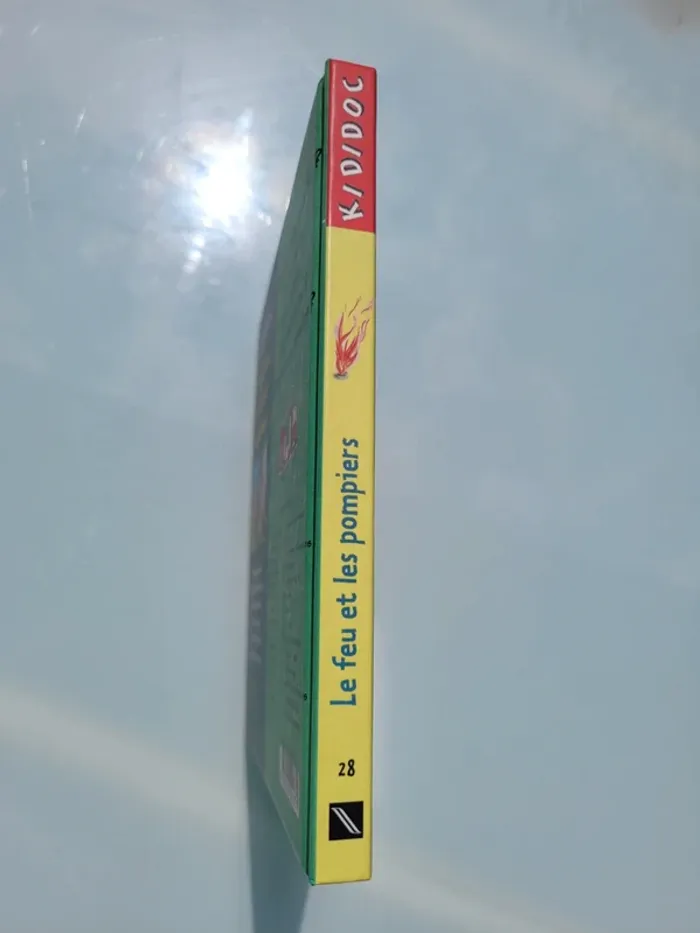 KIDIDOC
Le feu et les pompiers
28